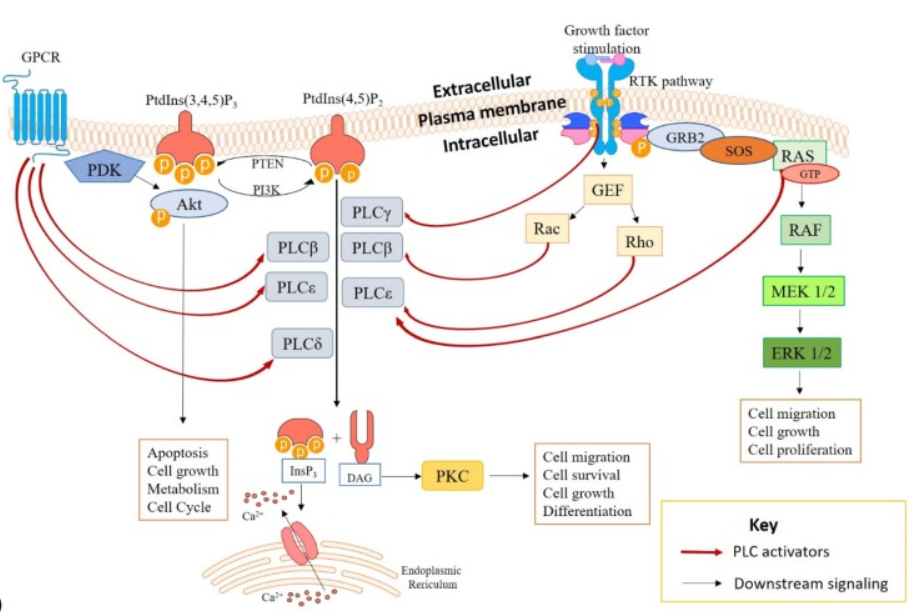 Growth factor
stimulation
GPCR
Extracellular
Plasma membrane
Intracellular
RTK pathway
PtdIns(3,4,5)P₃
PtdIns(4,5)P₂
PDK
P P P
PTEN
PI3K
P P
P
GRB2
SOS
RAS
GTP
Akt
P
GEF
PLCγ
Rac
Rho
RAF
PLCβ
PLCβ
PLCε
PLCε
MEK 1/2
PLCδ
ERK 1/2
Cell migration
Cell growth
Cell proliferation
Apoptosis
Cell growth
Metabolism
Cell Cycle
P P P
+
InsP₃
DAG
PKC
Cell migration
Cell survival
Cell growth
Differentiation
Ca²⁺
Endoplasmic
Rericulum
Ca²⁺
Key
PLC activators
Downstream signaling
)